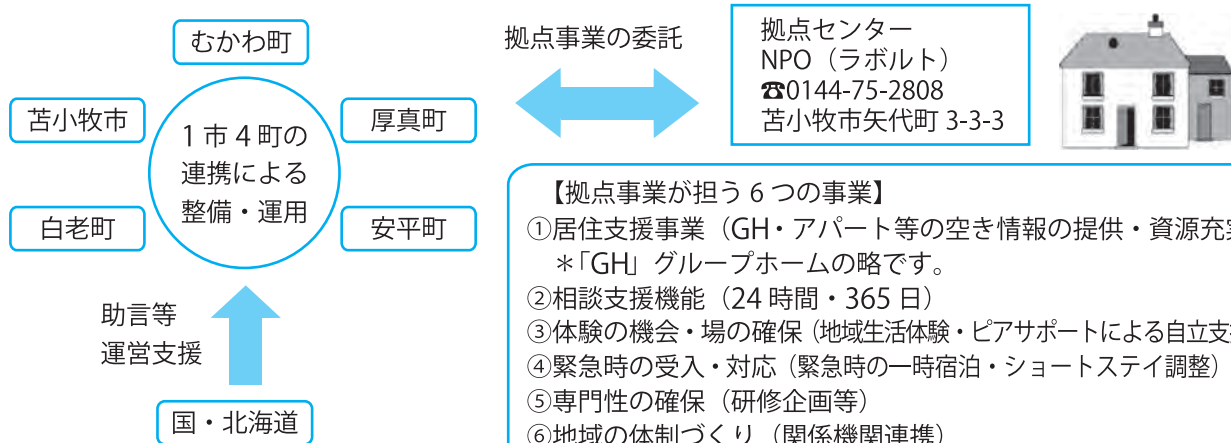 むかわ町
苫小牧市
厚真町
1市4町の
連携による
整備・運用
白老町
安平町
助言等
運営支援
国・北海道
拠点事業の委託
拠点センター
NPO（ラボルト）
☎0144-75-2808
苫小牧市矢代町 3-3-3
【拠点事業が担う 6 つの事業】
①居住支援事業（GH・アパート等の空き情報の提供・資源充実
＊「GH」グループホームの略です。
②相談支援機能（24 時間・365 日）
③体験の機会・場の確保（地域生活体験・ピアサポートによる自立支
④緊急時の受入・対応（緊急時の一時宿泊・ショートステイ調整）
⑤専門性の確保（研修企画等）
⑥地域の体制づくり（関係機関連携）